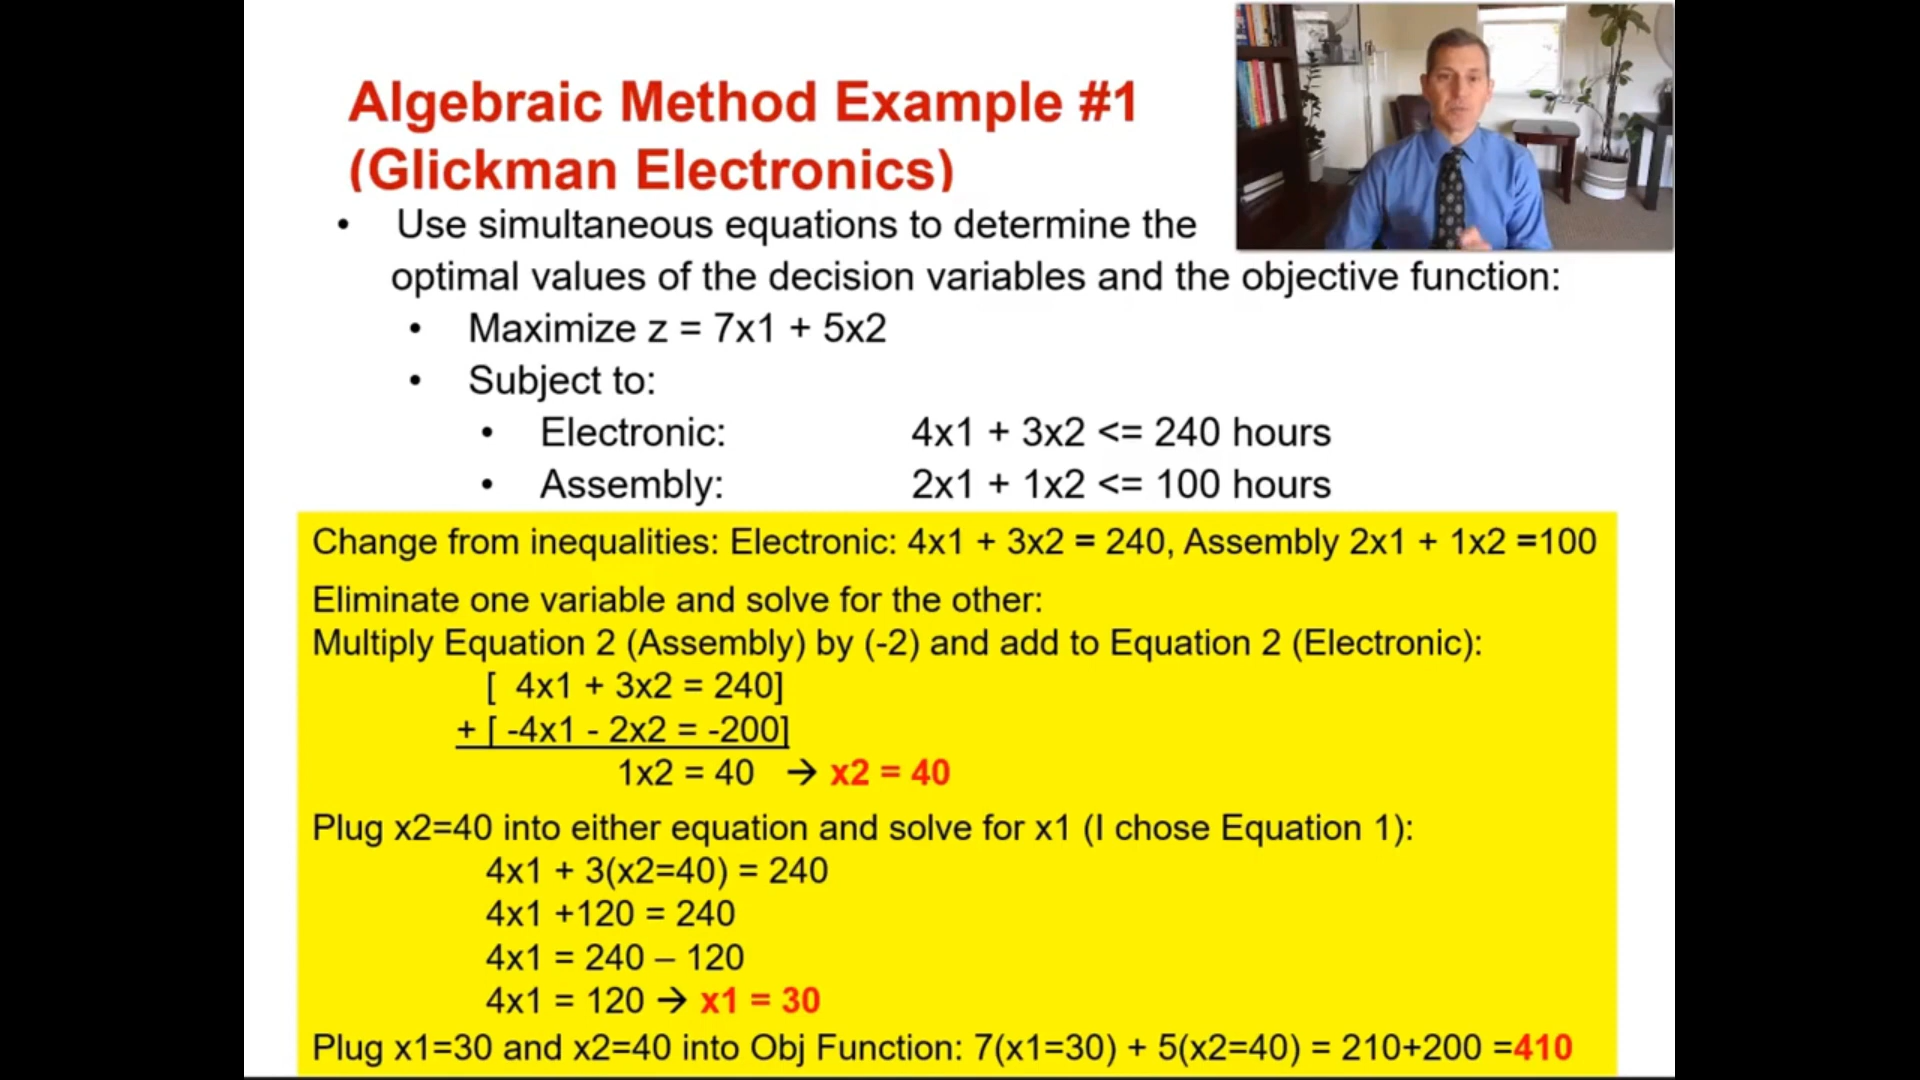 Algebraic Method Example #1
(Glickman Electronics)
• Use simultaneous equations to determine the
optimal values of the decision variables and the objective function:
• Maximize z = 7x1 + 5x2
• Subject to:
• Electronic: 4x1 + 3x2 <= 240 hours
• Assembly: 2x1 + 1x2 <= 100 hours
Change from inequalities: Electronic: 4x1 + 3x2 = 240, Assembly 2x1 + 1x2 =100
Eliminate one variable and solve for the other:
Multiply Equation 2 (Assembly) by (-2) and add to Equation 2 (Electronic):
[ 4x1 + 3x2 = 240]
+ [ -4x1 - 2x2 = -200]
1x2 = 40 → x2 = 40
Plug x2=40 into either equation and solve for x1 (I chose Equation 1):
4x1 + 3(x2=40) = 240
4x1 +120 = 240
4x1 = 240 – 120
4x1 = 120 → x1 = 30
Plug x1=30 and x2=40 into Obj Function: 7(x1=30) + 5(x2=40) = 210+200 =410